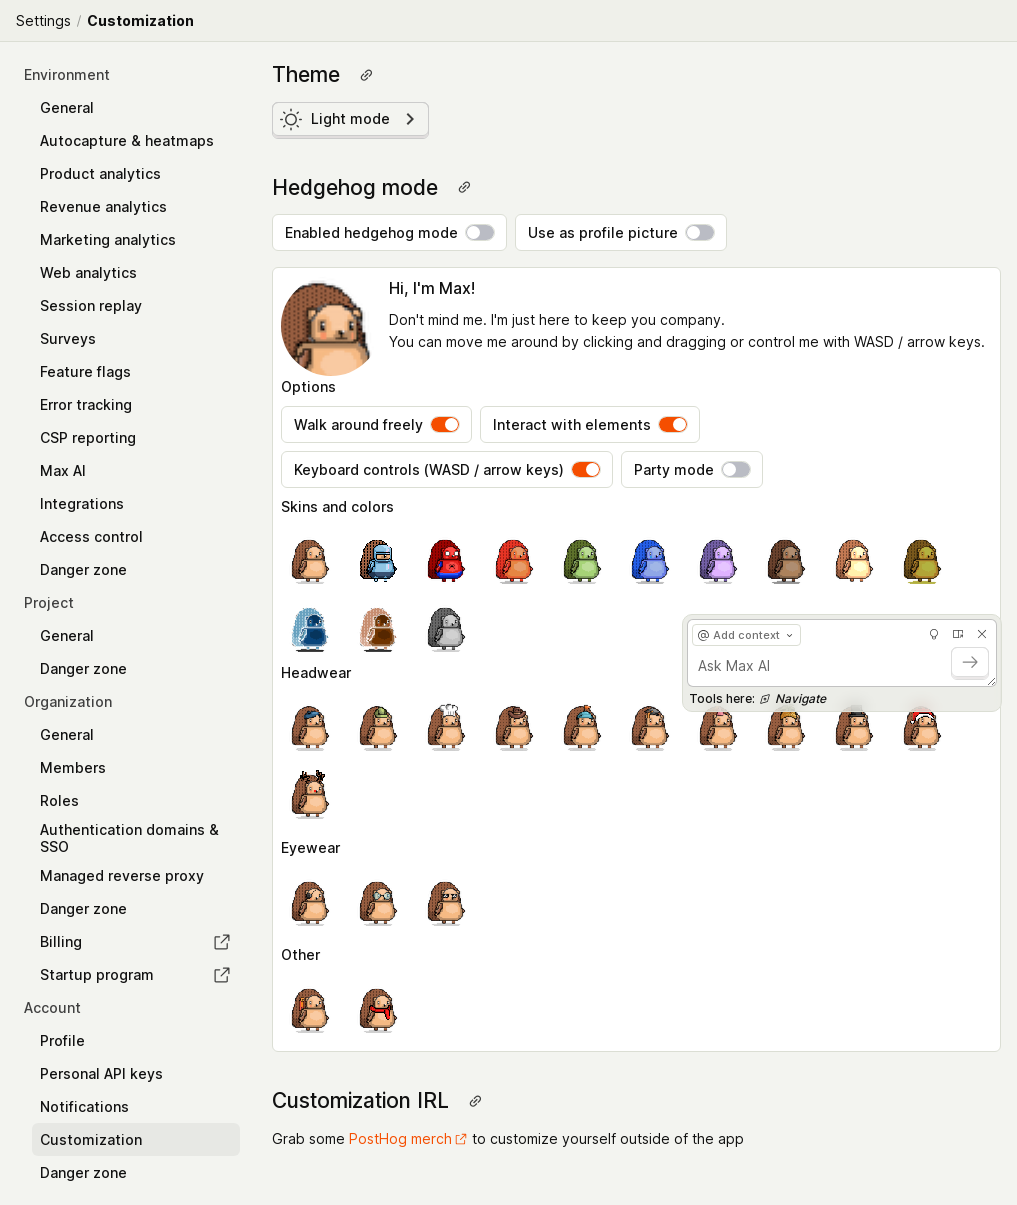 Settings / Customization
Environment
General
Autocapture & heatmaps
Product analytics
Revenue analytics
Marketing analytics
Web analytics
Session replay
Surveys
Feature flags
Error tracking
CSP reporting
Max AI
Integrations
Access control
Danger zone
Project
General
Danger zone
Organization
General
Members
Roles
Authentication domains &
SSO
Managed reverse proxy
Danger zone
Billing
Startup program
Account
Profile
Personal API keys
Notifications
Customization
Danger zone
Theme
Light mode
Hedgehog mode
Enabled hedgehog mode
Use as profile picture
Hi, I'm Max!
Don't mind me. I'm just here to keep you company.
You can move me around by clicking and dragging or control me with WASD / arrow keys.
Options
Walk around freely
Interact with elements
Keyboard controls (WASD / arrow keys)
Party mode
Skins and colors
@ Add context
Ask Max AI
Tools here: Navigate
Headwear
Eyewear
Other
Customization IRL
Grab some PostHog merch to customize yourself outside of the app